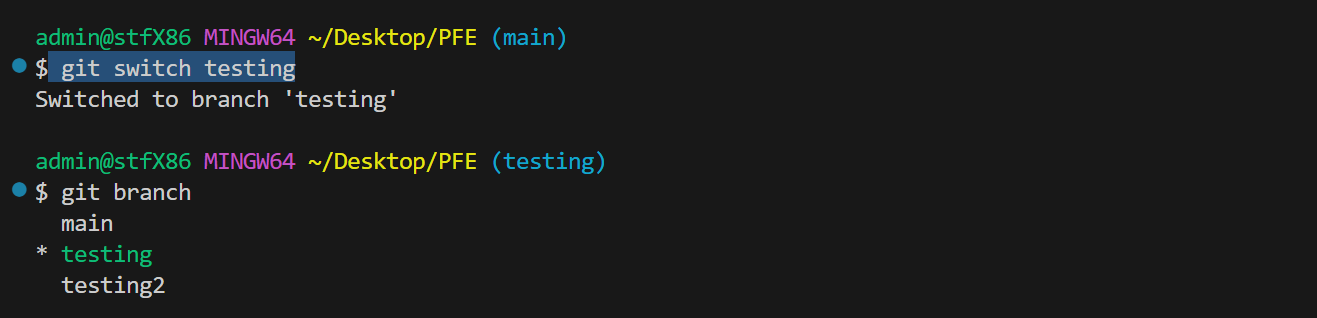 admin@stfX86 MINGW64 ~/Desktop/PFE (main)
$ git switch testing
Switched to branch 'testing'
admin@stfX86 MINGW64 ~/Desktop/PFE (testing)
$ git branch
  main
* testing
  testing2